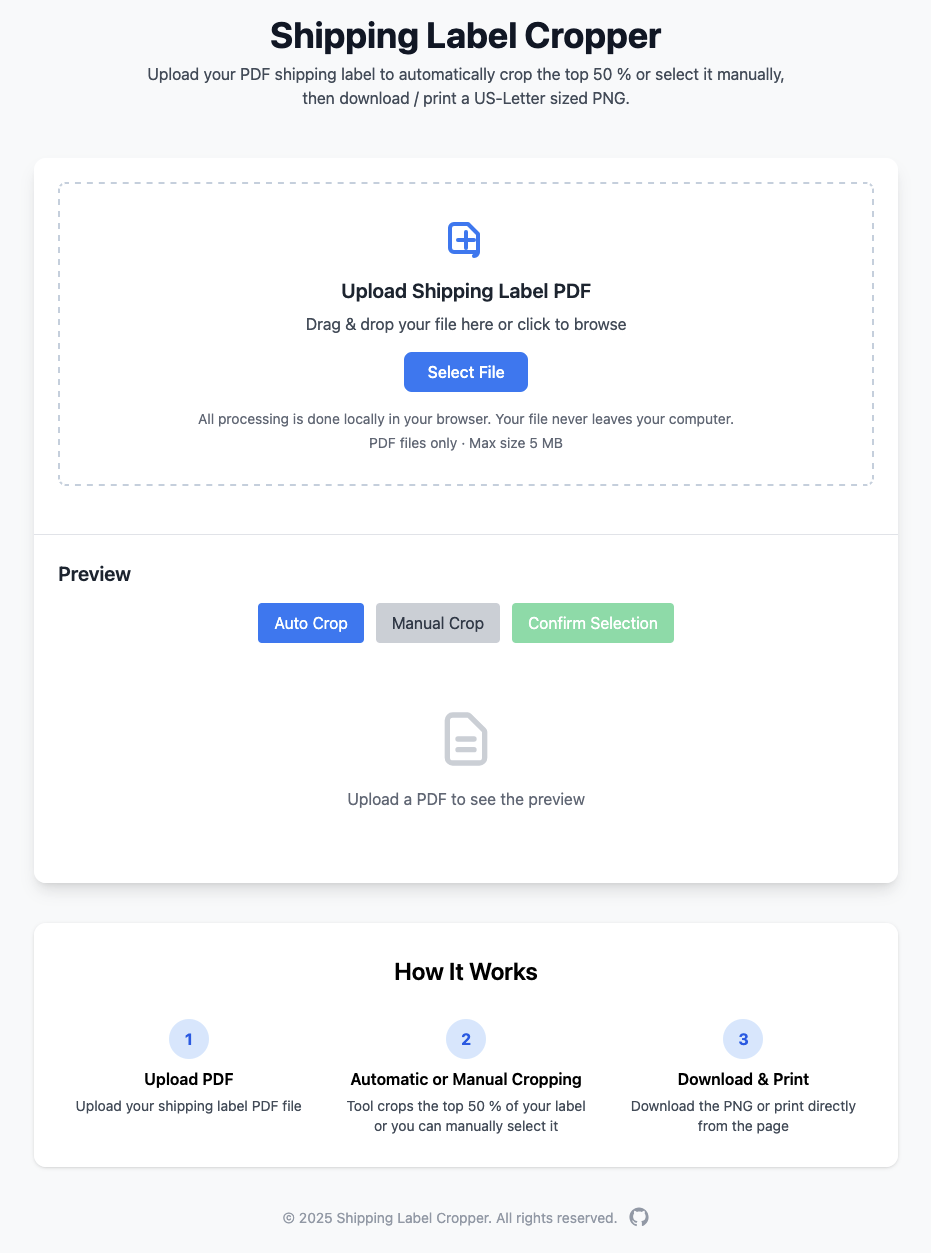 Shipping Label Cropper
Upload your PDF shipping label to automatically crop the top 50 % or select it manually,
then download / print a US-Letter sized PNG.
Upload Shipping Label PDF
Drag & drop your file here or click to browse
Select File
All processing is done locally in your browser. Your file never leaves your computer.
PDF files only · Max size 5 MB
Preview
Auto Crop
Manual Crop
Confirm Selection
Upload a PDF to see the preview
How It Works
1
Upload PDF
Upload your shipping label PDF file
2
Automatic or Manual Cropping
Tool crops the top 50 % of your label
or you can manually select it
3
Download & Print
Download the PNG or print directly
from the page
© 2025 Shipping Label Cropper. All rights reserved.